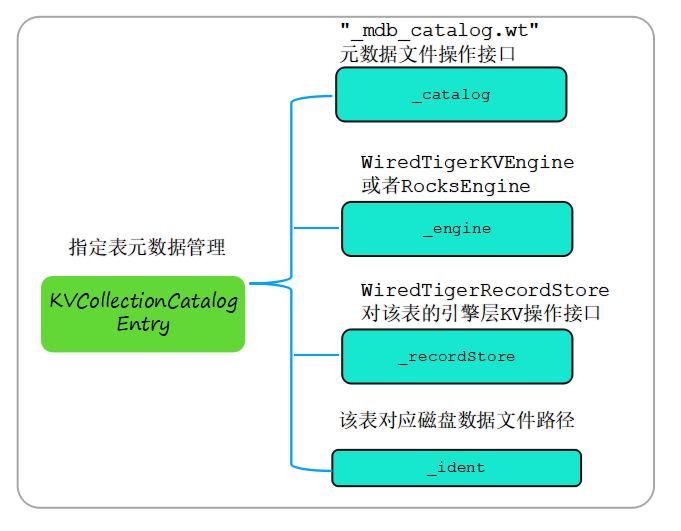 "_mdb_catalog.wt"
元数据文件操作接口
_catalog
WiredTigerKVEngine
或者RocksEngine
_engine
指定表元数据管理
KVCollectionCatalog
Entry
WiredTigerRecordStore
对该表的引擎层KV操作接口
_recordStore
该表对应磁盘数据文件路径
_ident